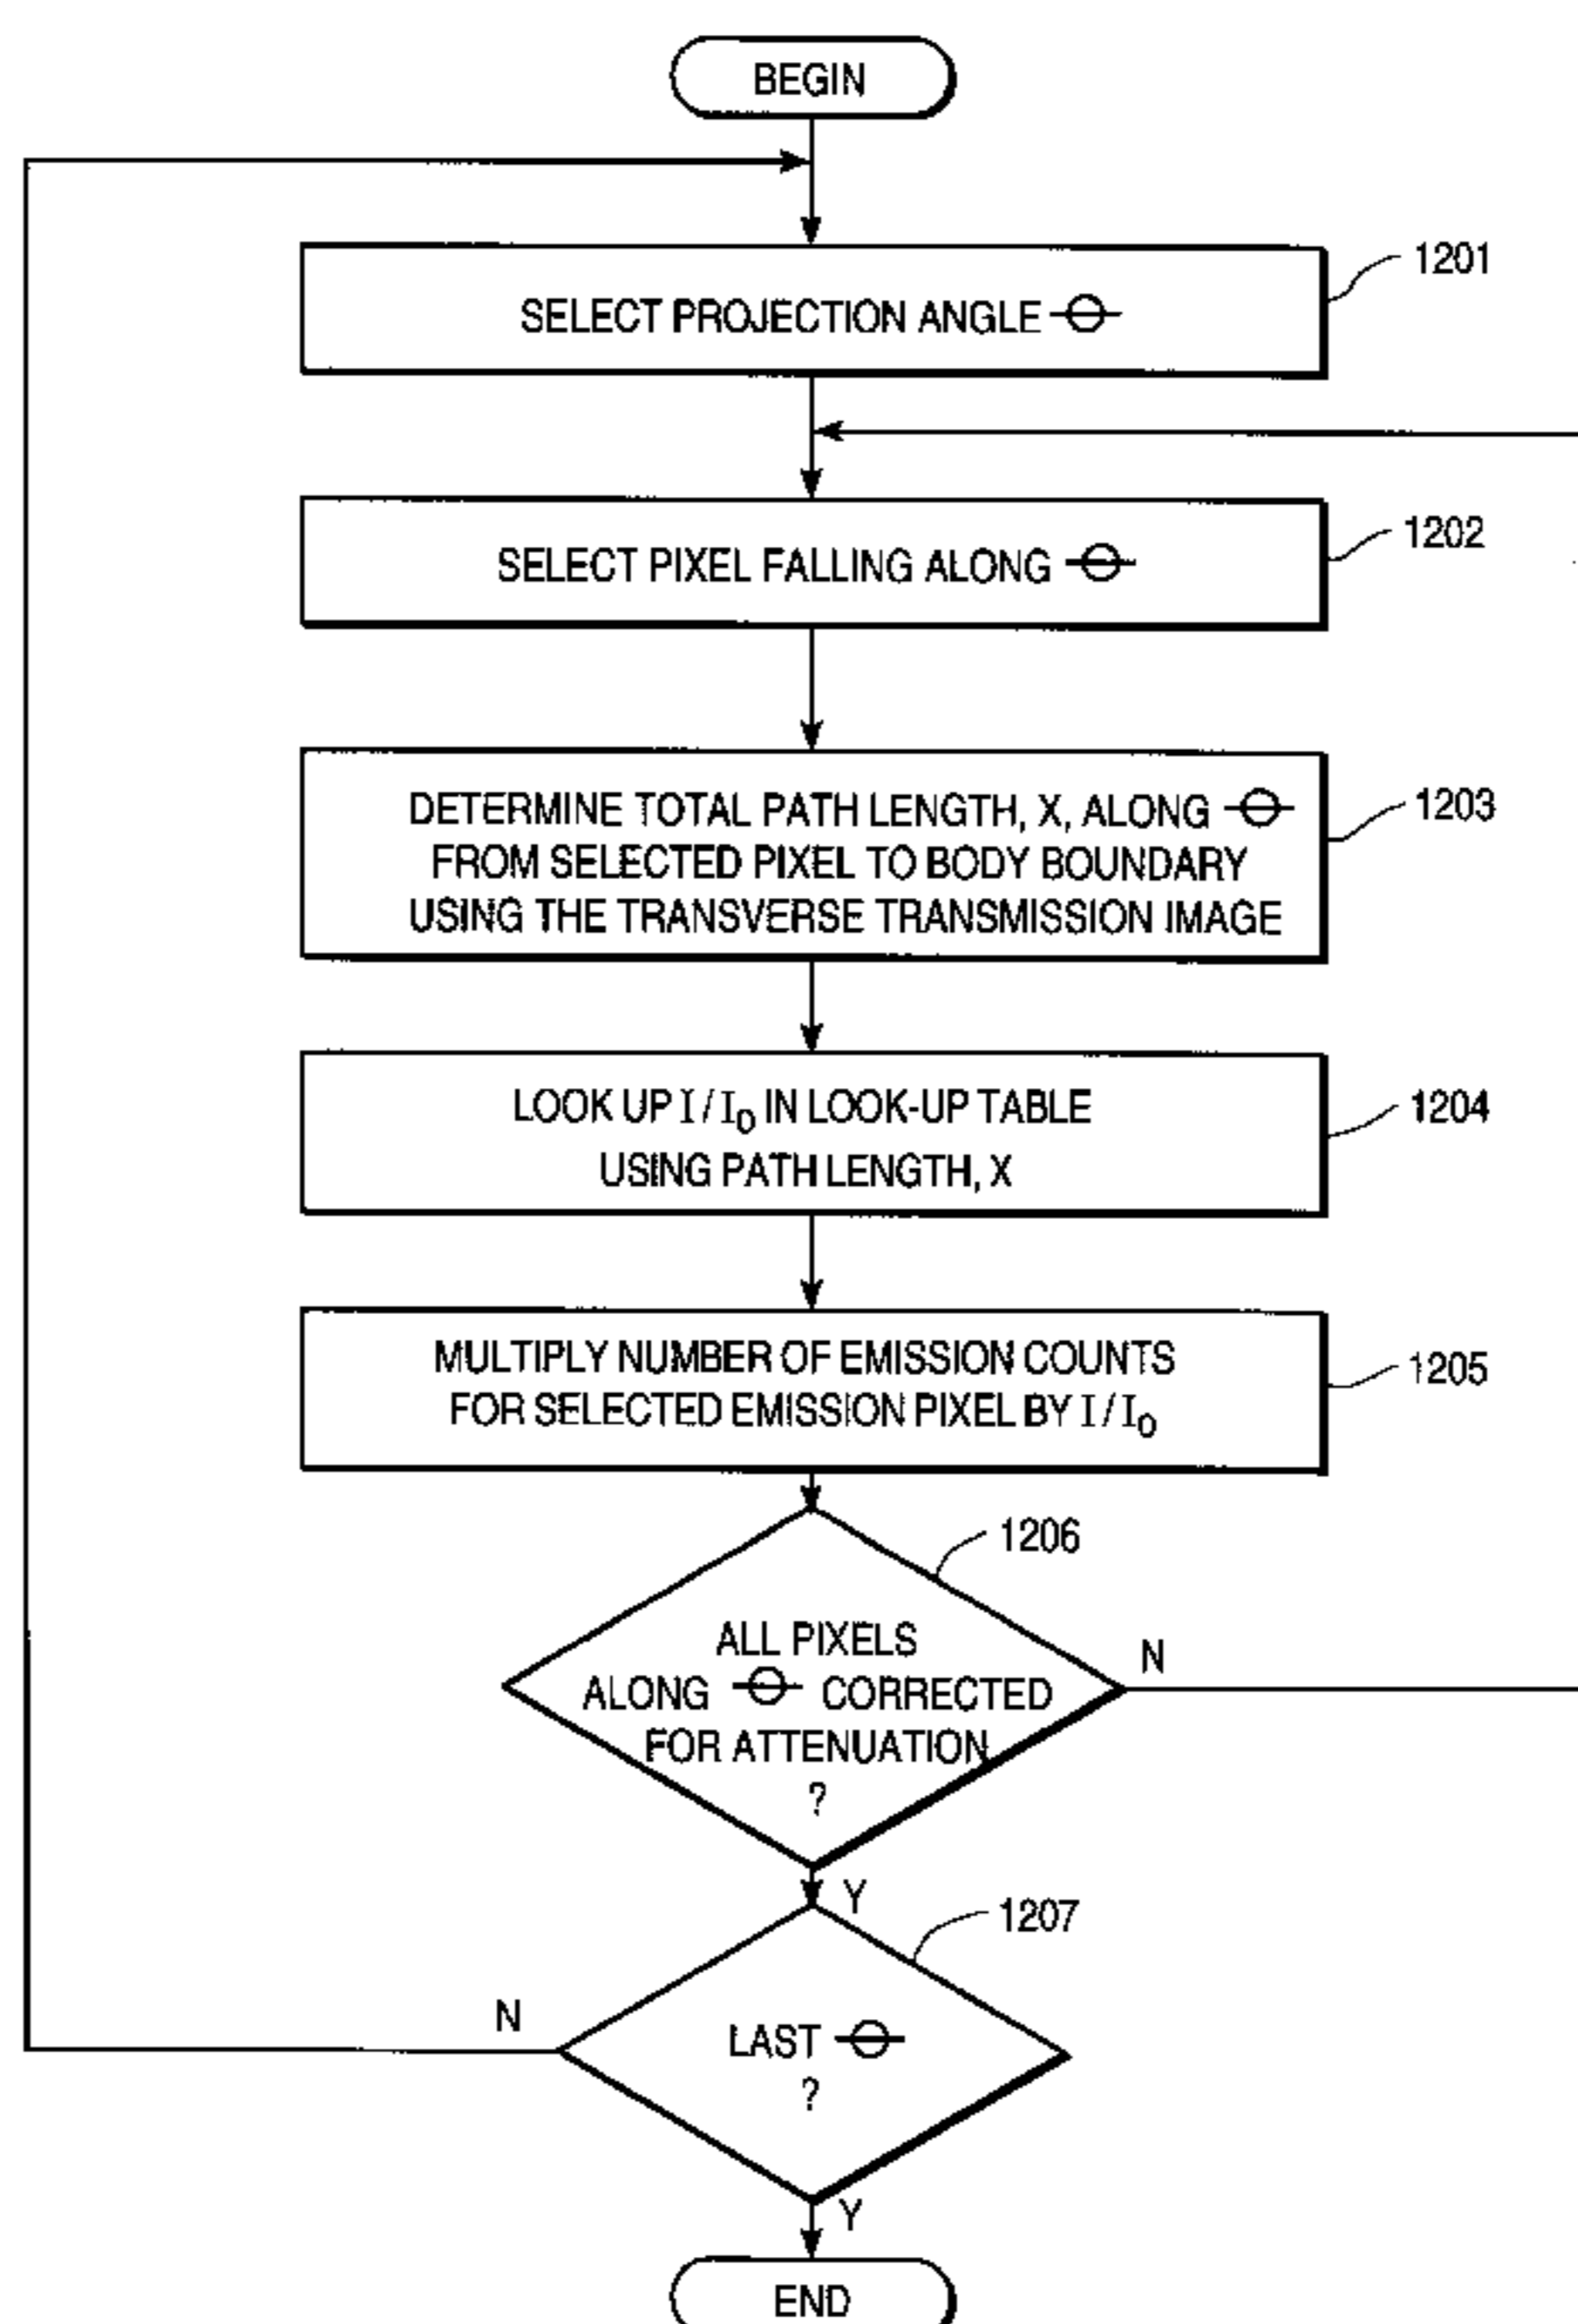 BEGIN
SELECT PROJECTION ANGLE ⦵
1201
SELECT PIXEL FALLING ALONG ⦵
1202
DETERMINE TOTAL PATH LENGTH, X, ALONG ⦵
FROM SELECTED PIXEL TO BODY BOUNDARY
USING THE TRANSVERSE TRANSMISSION IMAGE
1203
LOOK UP I/I₀ IN LOOK-UP TABLE
USING PATH LENGTH, X
1204
MULTIPLY NUMBER OF EMISSION COUNTS
FOR SELECTED EMISSION PIXEL BY I/I₀
1205
1206
ALL PIXELS
ALONG ⦵ CORRECTED
FOR ATTENUATION
?
N
Y
1207
LAST ⦵
?
N
Y
END